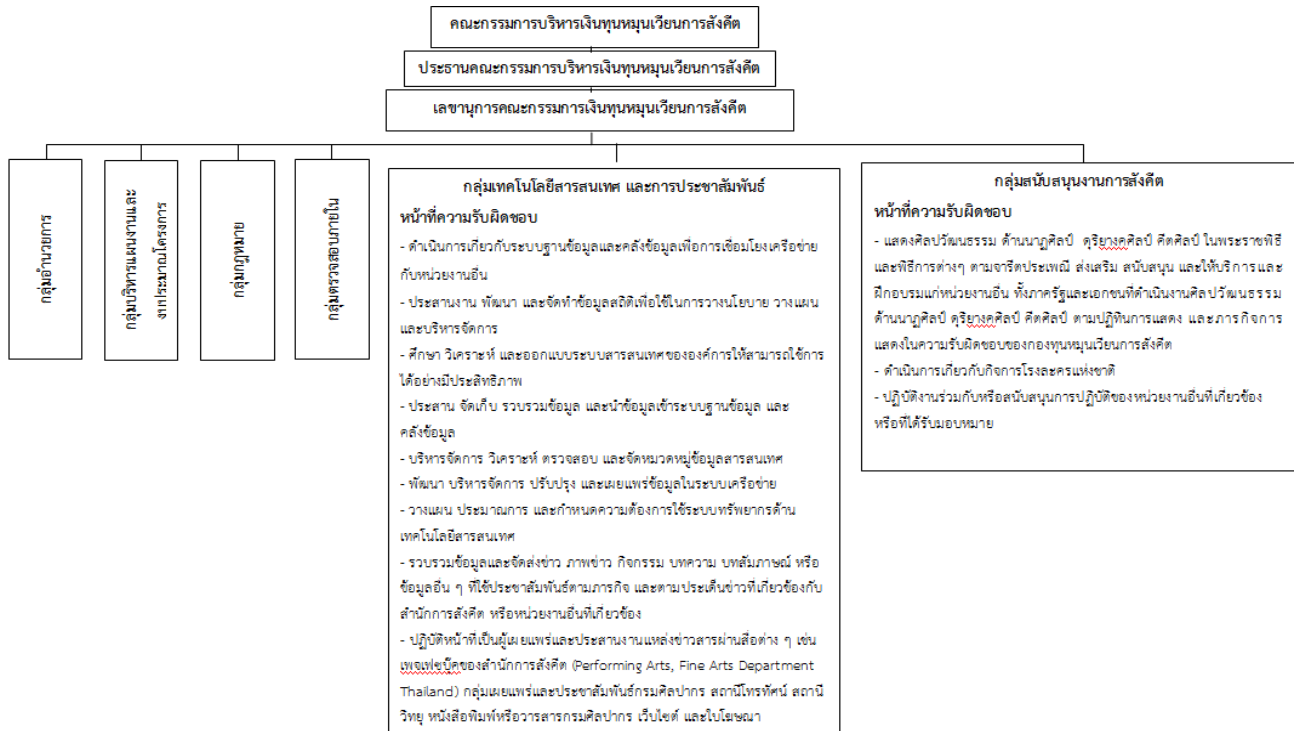 คณะกรรมการบริหารเงินทุนหมุนเวียนการสังคีต
ประธานคณะกรรมการบริหารเงินทุนหมุนเวียนการสังคีต
เลขานุการคณะกรรมการเงินทุนหมุนเวียนการสังคีต
กลุ่มอำนวยการ
กลุ่มบริหารแผนงานและ
งบประมาณโครงการ
กลุ่มกฎหมาย
กลุ่มตรวจสอบภายใน
กลุ่มเทคโนโลยีสารสนเทศ และการประชาสัมพันธ์
หน้าที่ความรับผิดชอบ
- ดำเนินการเกี่ยวกับระบบฐานข้อมูลและคลังข้อมูลเพื่อการเชื่อมโยงเครือข่าย
กับหน่วยงานอื่น
- ประสานงาน พัฒนา และจัดทำข้อมูลสถิติเพื่อใช้ในการวางนโยบาย วางแผน
และบริหารจัดการ
- ศึกษา วิเคราะห์ และออกแบบระบบสารสนเทศขององค์การให้สามารถใช้การ
ได้อย่างมีประสิทธิภาพ
- ประสาน จัดเก็บ รวบรวมข้อมูล และนำข้อมูลเข้าระบบฐานข้อมูล และ
คลังข้อมูล
- บริหารจัดการ วิเคราะห์ ตรวจสอบ และจัดหมวดหมู่ข้อมูลสารสนเทศ
- พัฒนา บริหารจัดการ ปรับปรุง และเผยแพร่ข้อมูลในระบบเครือข่าย
- วางแผน ประมาณการ และกำหนดความต้องการใช้ระบบทรัพยากรด้าน
เทคโนโลยีสารสนเทศ
- รวบรวมข้อมูลและจัดส่งข่าว ภาพข่าว กิจกรรม บทความ บทสัมภาษณ์ หรือ
ข้อมูลอื่น ๆ ที่ใช้ประชาสัมพันธ์ตามภารกิจ และตามประเด็นข่าวที่เกี่ยวข้องกับ
สำนักการสังคีต หรือหน่วยงานอื่นที่เกี่ยวข้อง
- ปฏิบัติหน้าที่เป็นผู้เผยแพร่และประสานงานแหล่งข่าวสารผ่านสื่อต่าง ๆ เช่น
เพจเฟซบุ๊คของสำนักการสังคีต (Performing Arts, Fine Arts Department
Thailand) กลุ่มเผยแพร่และประชาสัมพันธ์กรมศิลปากร สถานีโทรทัศน์ สถานี
วิทยุ หนังสือพิมพ์หรือวารสารกรมศิลปากร เว็บไซต์ และใบโฆษณา
กลุ่มสนับสนุนงานการสังคีต
หน้าที่ความรับผิดชอบ
- แสดงศิลปวัฒนธรรม ด้านนาฏศิลป์ ดุริยางคศิลป์ คีตศิลป์ ในพระราชพิธี
และพิธีการต่างๆ ตามจารีตประเพณี ส่งเสริม สนับสนุน และให้บริการและ
ฝึกอบรมแก่หน่วยงานอื่น ทั้งภาครัฐและเอกชนที่ดำเนินงานศิลปวัฒนธรรม
ด้านนาฏศิลป์ ดุริยางคศิลป์ คีตศิลป์ ตามปฏิทินการแสดง และภารกิจการ
แสดงในความรับผิดชอบของกองทุนหมุนเวียนการสังคีต
- ดำเนินการเกี่ยวกับกิจการโรงละครแห่งชาติ
- ปฏิบัติงานร่วมกับหรือสนับสนุนการปฏิบัติของหน่วยงานอื่นที่เกี่ยวข้อง
หรือที่ได้รับมอบหมาย